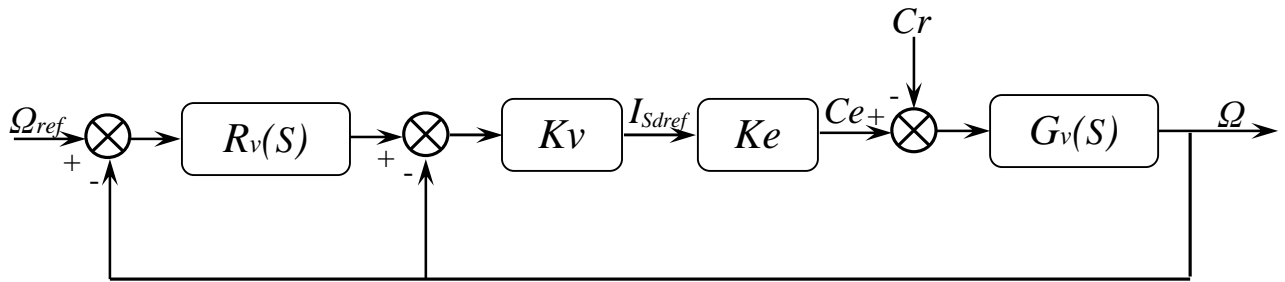 Cr
-
Ωref
+
-
Rv(S)
+
-
Kv
ISdref
Ke
Ce
+
Gv(S)
Ω